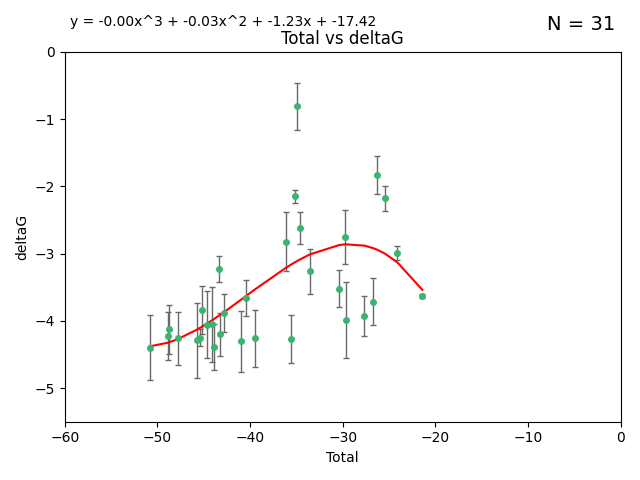 y = -0.00x^3 + -0.03x^2 + -1.23x + -17.42
N = 31
Total vs deltaG
0
−1
−2
−3
−4
−5
deltaG
−60
−50
−40
−30
−20
−10
0
Total